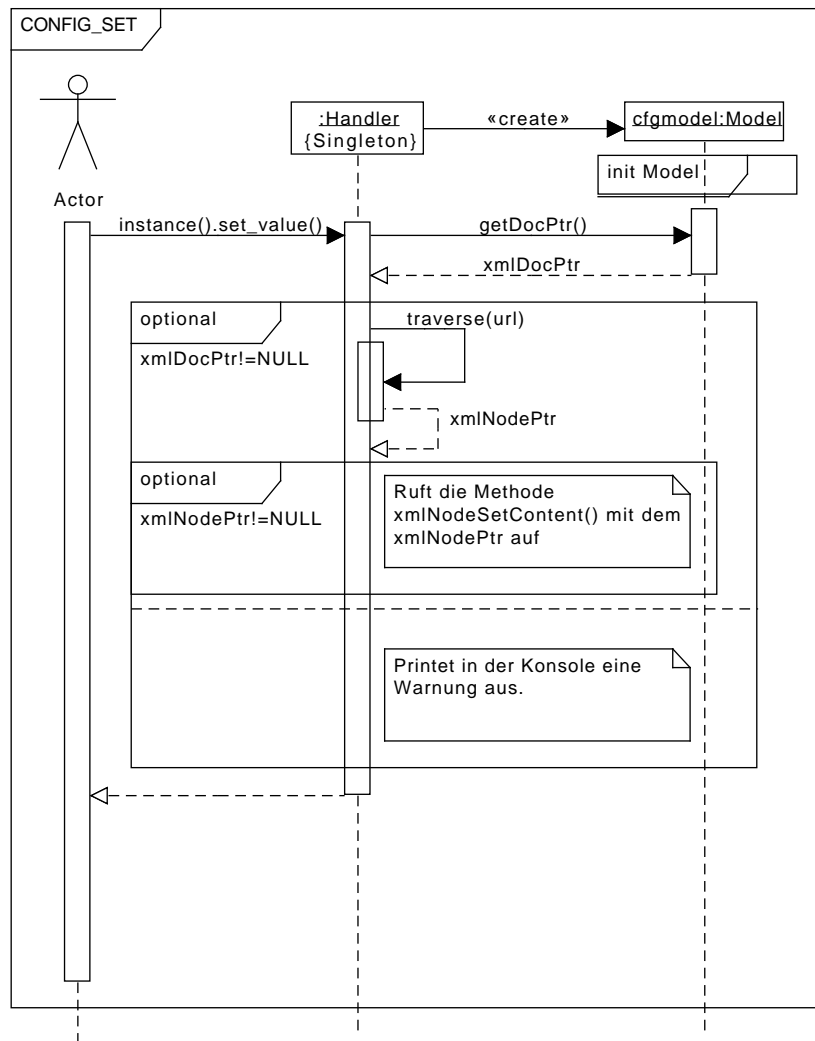 CONFIG_SET
:Handler
{Singleton}
«create»
cfgmodel:Model
init Model
Actor
instance().set_value()
getDocPtr()
xmlDocPtr
optional
traverse(url)
xmlDocPtr!=NULL
xmlNodePtr
optional
xmlNodePtr!=NULL
Ruft die Methode
xmlNodeSetContent() mit dem
xmlNodePtr auf
Printet in der Konsole eine
Warnung aus.